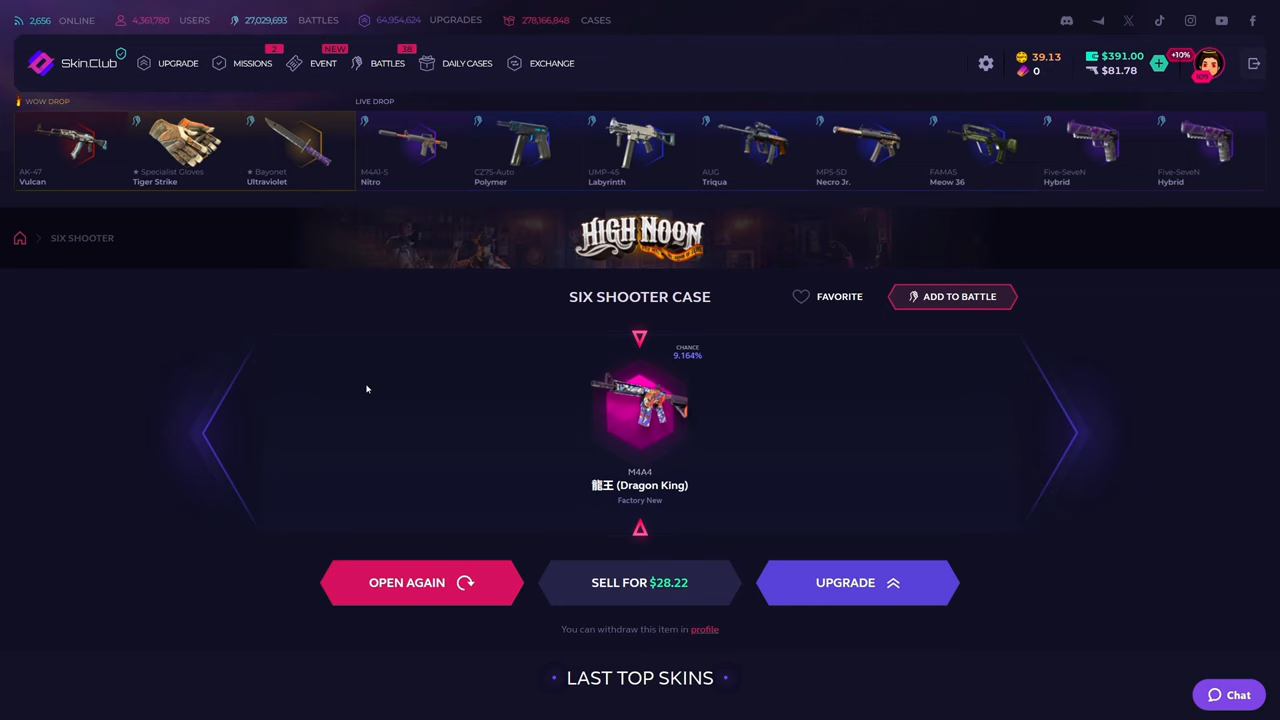 2,656 ONLINE 4,361,780 USERS 27,029,693 BATTLES 64,954,624 UPGRADES 278,166,848 CASES
Skin.Club UPGRADE 2 MISSIONS NEW EVENT 38 BATTLES DAILY CASES EXCHANGE
39.13 $391.00 +10%
0 $81.78 109
WOW DROP LIVE DROP
AK-47 ★ Specialist Gloves ★ Bayonet M4A1-S CZ75-Auto UMP-45 AUG MP5-SD FAMAS Five-SeveN Five-SeveN
Vulcan Tiger Strike Ultraviolet Nitro Polymer Labyrinth Triqua Necro Jr. Meow 36 Hybrid Hybrid
HIGH NOON
SIX SHOOTER
SIX SHOOTER CASE FAVORITE ADD TO BATTLE
CHANCE
9.164%
M4A4
龍王 (Dragon King)
Factory New
OPEN AGAIN SELL FOR $28.22 UPGRADE
You can withdraw this item in profile
LAST TOP SKINS
Chat